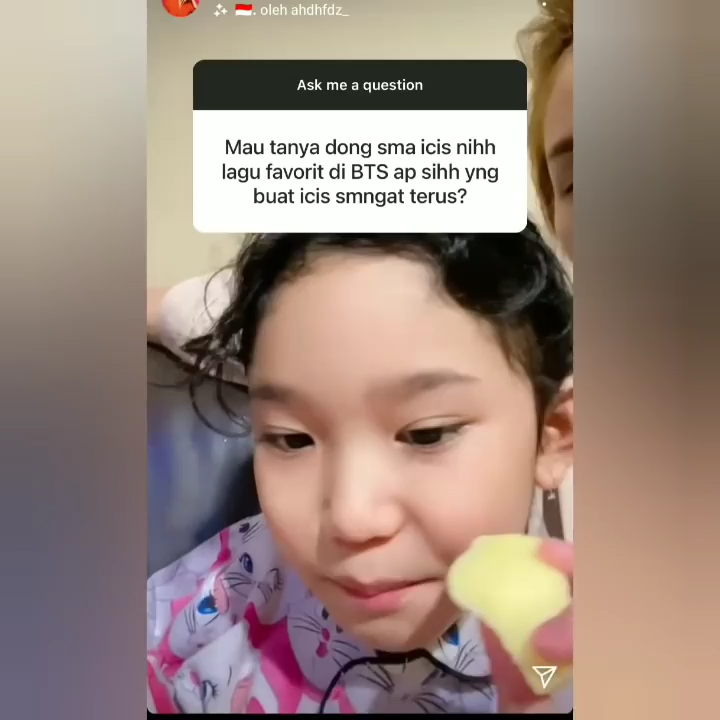 ✨ 🇮🇩. oleh ahdhfdz_
Ask me a question
Mau tanya dong sma icis nihh
lagu favorit di BTS ap sihh yng
buat icis smngat terus?